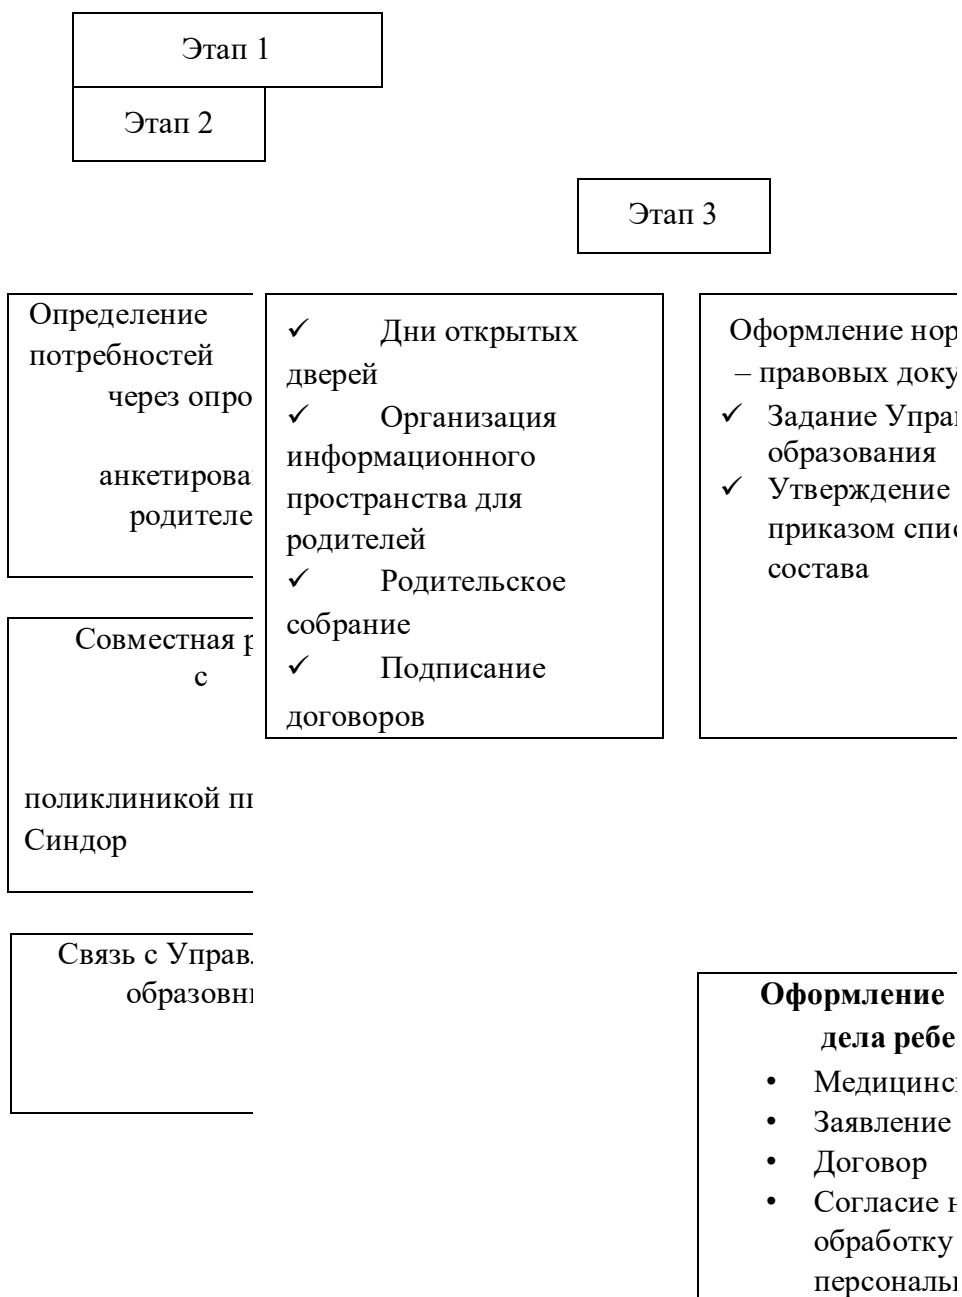 Этап 1
Этап 2
Этап 3
Определение
потребностей
через опро
анкетирова
родителе
Совместная р
с
поликлиникой
Синдор
Связь с Управ
образовн
✓ Дни открытых
дверей
✓ Организация
информационного
пространства для
родителей
✓ Родительское
собрание
✓ Подписание
договоров
Оформление нор
– правовых доку
✓ Задание Упра
образования
✓ Утверждение
приказом спи
состава
Оформление
дела ребе
• Медицинс
• Заявление
• Договор
• Согласие н
обработку
персональ